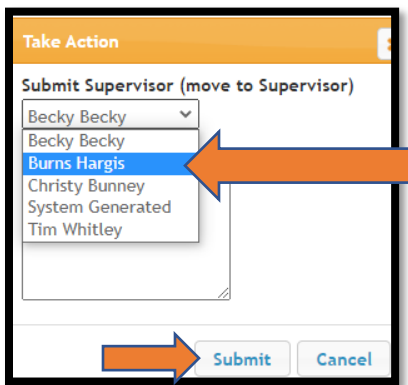 Take Action
Submit Supervisor (move to Supervisor)
Becky Becky
Becky Becky
Burns Hargis
Christy Bunney
System Generated
Tim Whitley
Submit Cancel